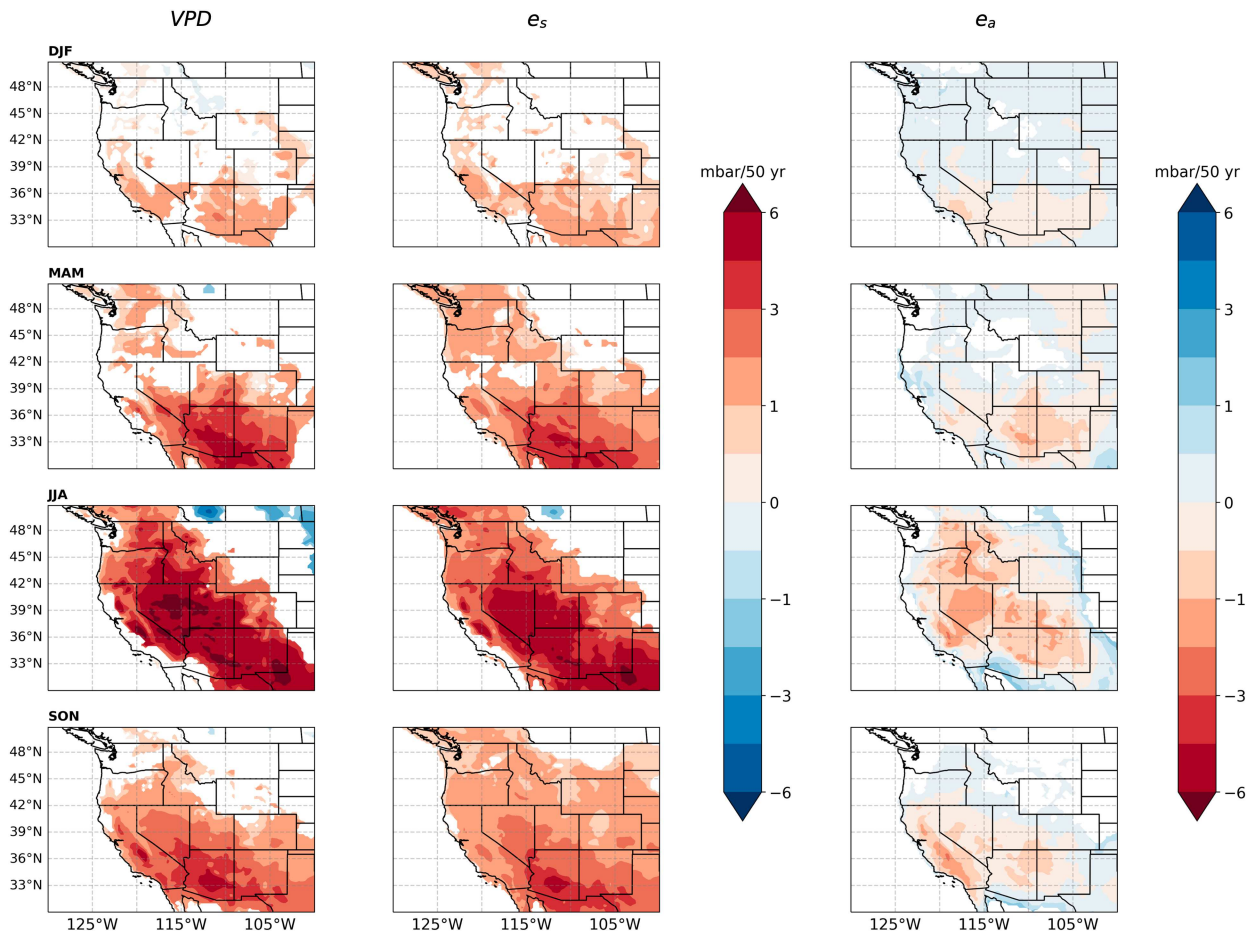 VPD e_s e_a
DJF
48°N
45°N
42°N
39°N
36°N
33°N
mbar/50 yr mbar/50 yr
MAM
48°N
45°N
42°N
39°N
36°N
33°N
6 6
3 3
1 1
0 0
−1 −1
−3 −3
−6 −6
JJA
48°N
45°N
42°N
39°N
36°N
33°N
SON
48°N
45°N
42°N
39°N
36°N
33°N
125°W 115°W 105°W 125°W 115°W 105°W 125°W 115°W 105°W